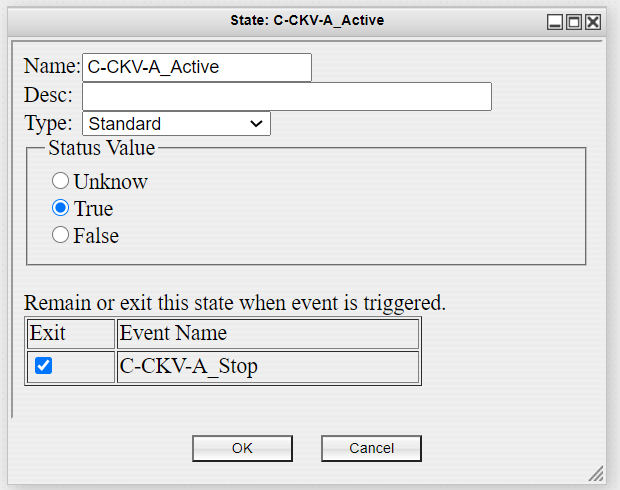 State: C-CKV-A_Active
Name: C-CKV-A_Active
Desc:
Type: Standard
Status Value
Unknow
True
False
Remain or exit this state when event is triggered.
Exit Event Name
C-CKV-A_Stop
OK Cancel